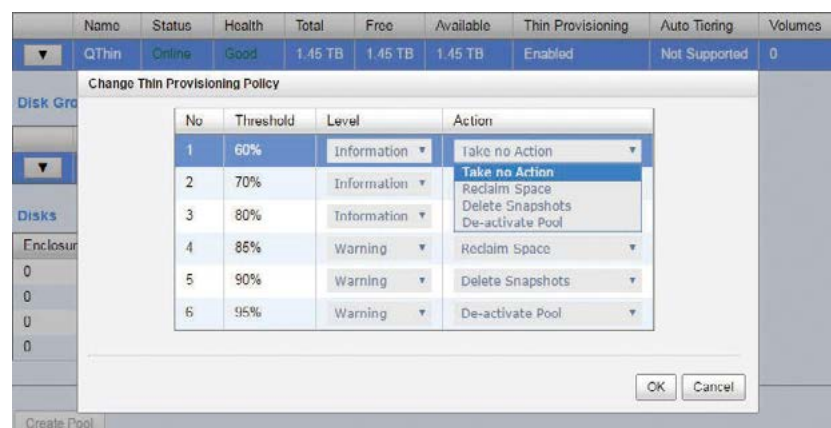 Name Status Health Total Free Available Thin Provisioning Auto Tiering Volumes
▼ QThin Online Good 1.45 TB 1.45 TB 1.45 TB Enabled Not Supported 0
Change Thin Provisioning Policy
Disk Gro
No Threshold Level Action
1 60% Information ▼ Take no Action ▼
Take no Action
Reclaim Space
Delete Snapshots
De-activate Pool
2 70% Information ▼
3 80% Information ▼
4 85% Warning ▼ Reclaim Space ▼
5 90% Warning ▼ Delete Snapshots ▼
6 95% Warning ▼ De-activate Pool ▼
▼
Disks
Enclosur
0
0
0
0
OK Cancel
Create Pool